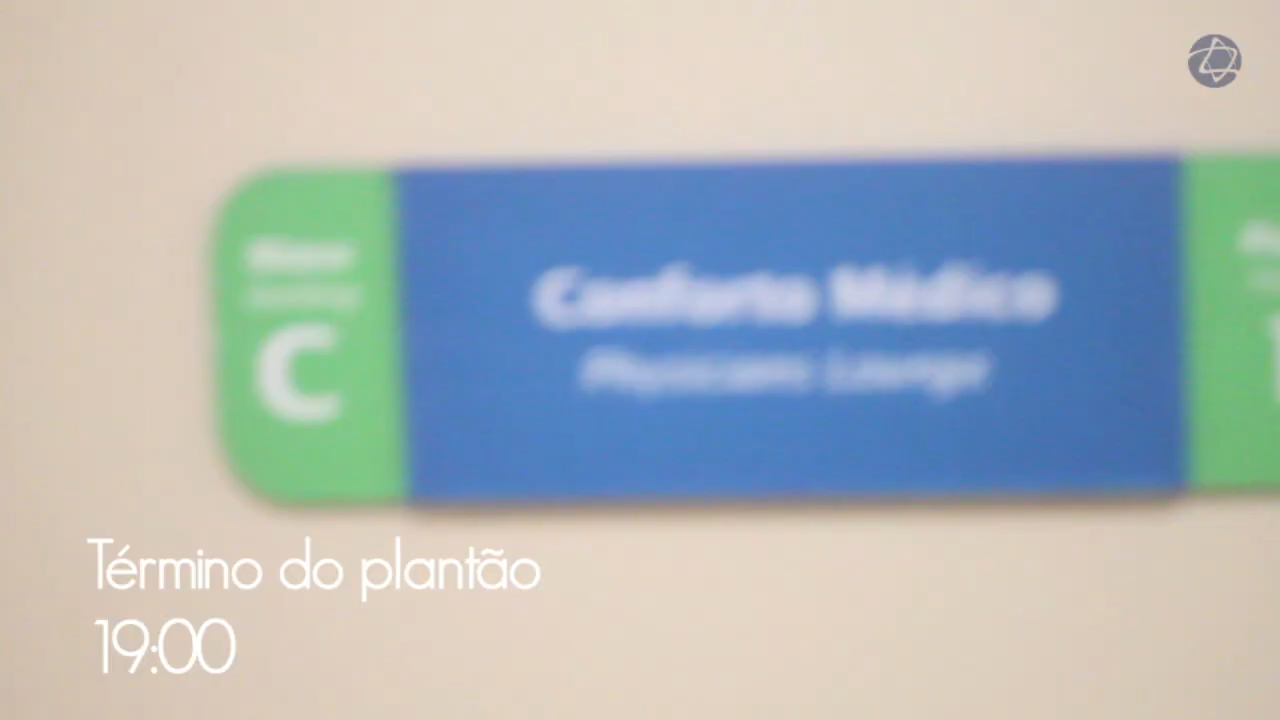 C
Conforto Médico
Physicians Lounge
Término do plantão
19:00